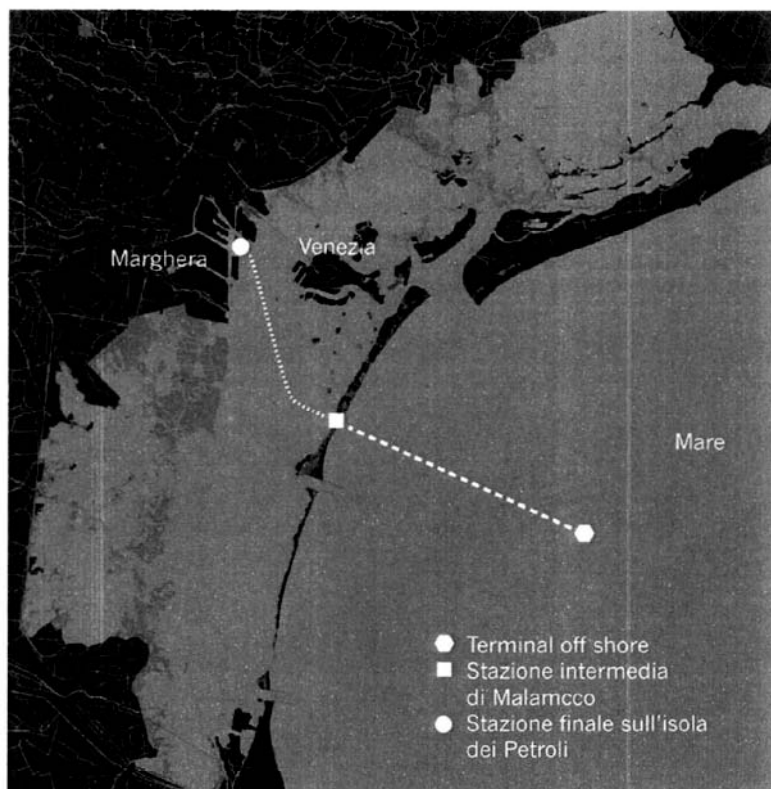 Marghera
Venezia
Mare
Terminal off shore
Stazione intermedia
di Malamcco
Stazione finale sull'isola
dei Petroli